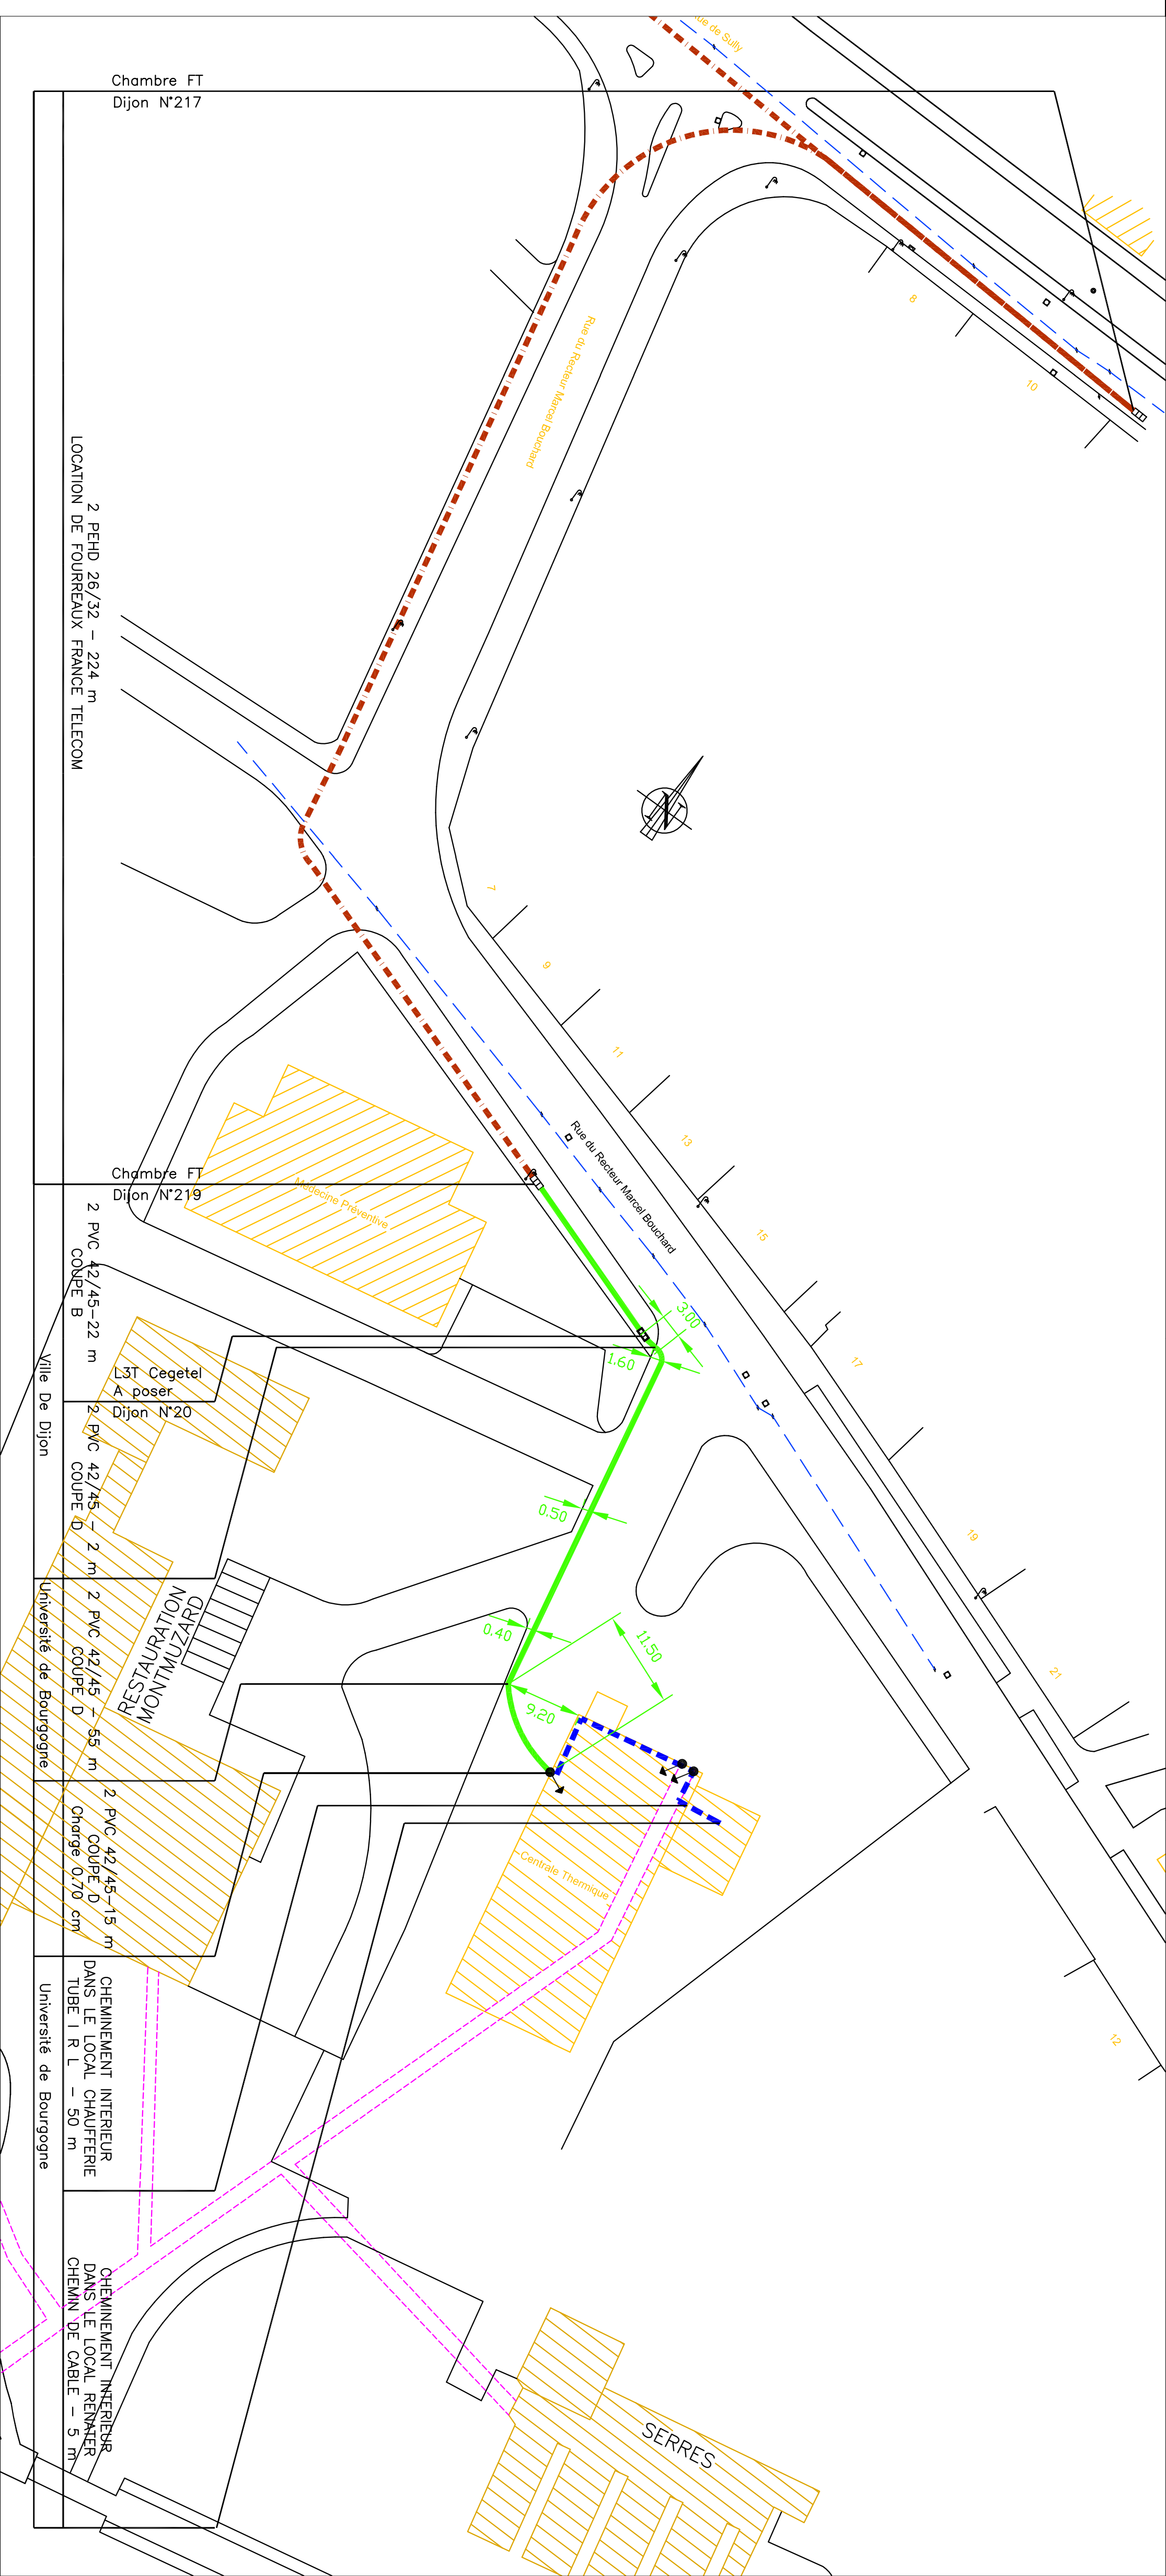 Rue de Sully
Chambre FT
Dijon N°217
8
10
Rue du Recteur Marcel Bouchard
2 PEHD 26/32 - 224 m
LOCATION DE FOURREAUX FRANCE TELECOM
N
7
9
11
13
15
17
19
21
12
Rue du Recteur Marcel Bouchard
Médecine Préventive
Chambre FT
Dijon N°219
2 PVC 42/45-22 m
COUPE B
Ville De Dijon
3.00
1.60
L3T Cegetel
A poser
Dijon N°20
2 PVC 42/45 - 2 m
COUPE D
0.50
0.40
11.50
9.20
RESTAURATION
MONTMUZARD
2 PVC 42/45 - 55 m
COUPE D
Université de Bourgogne
2 PVC 42/45-15 m
COUPE D
Charge 0.70 cm
Centrale Thermique
CHEMINEMENT INTERIEUR
DANS LE LOCAL CHAUFFERIE
TUBE I R L - 50 m
Université de Bourgogne
CHEMINEMENT INTERIEUR
DANS LE LOCAL RENATER
CHEMIN DE CABLE - 5 m
SERRES